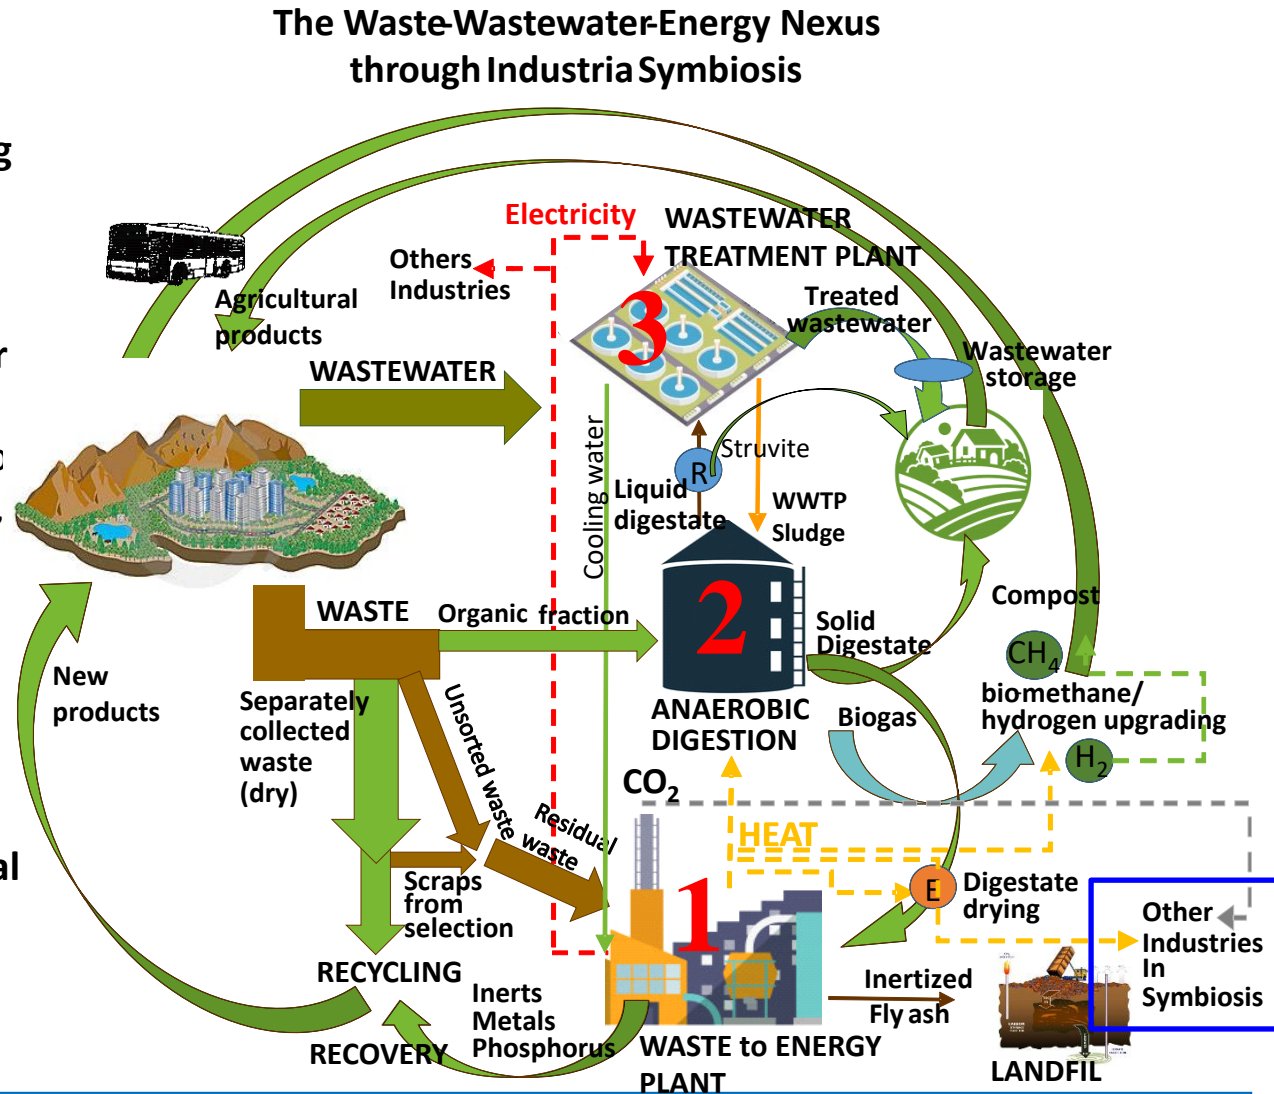 The Waste-Wastewater-Energy Nexus
through Industria Symbiosis
g
r
al
Electricity
WASTEWATER
TREATMENT PLANT
Others
Industries
Agricultural
products
Treated
wastewater
3
Wastewater
storage
WASTEWATER
Cooling water
R
Struvite
Liquid
digestate
WWTP
Sludge
2
WASTE
Organic fraction
Compost
Solid
Digestate
CH4
New
products
Separately
collected
waste
(dry)
Unsorted waste
ANAEROBIC
DIGESTION
Biogas
biomethane/
hydrogen upgrading
H2
CO2
Residual
waste
HEAT
1
E
Digestate
drying
Scraps
from
selection
Other
Industries
In
Symbiosis
RECYCLING
Inerts
Metals
Phosphorus
Inertized
Fly ash
RECOVERY
WASTE to ENERGY
PLANT
LANDFIL